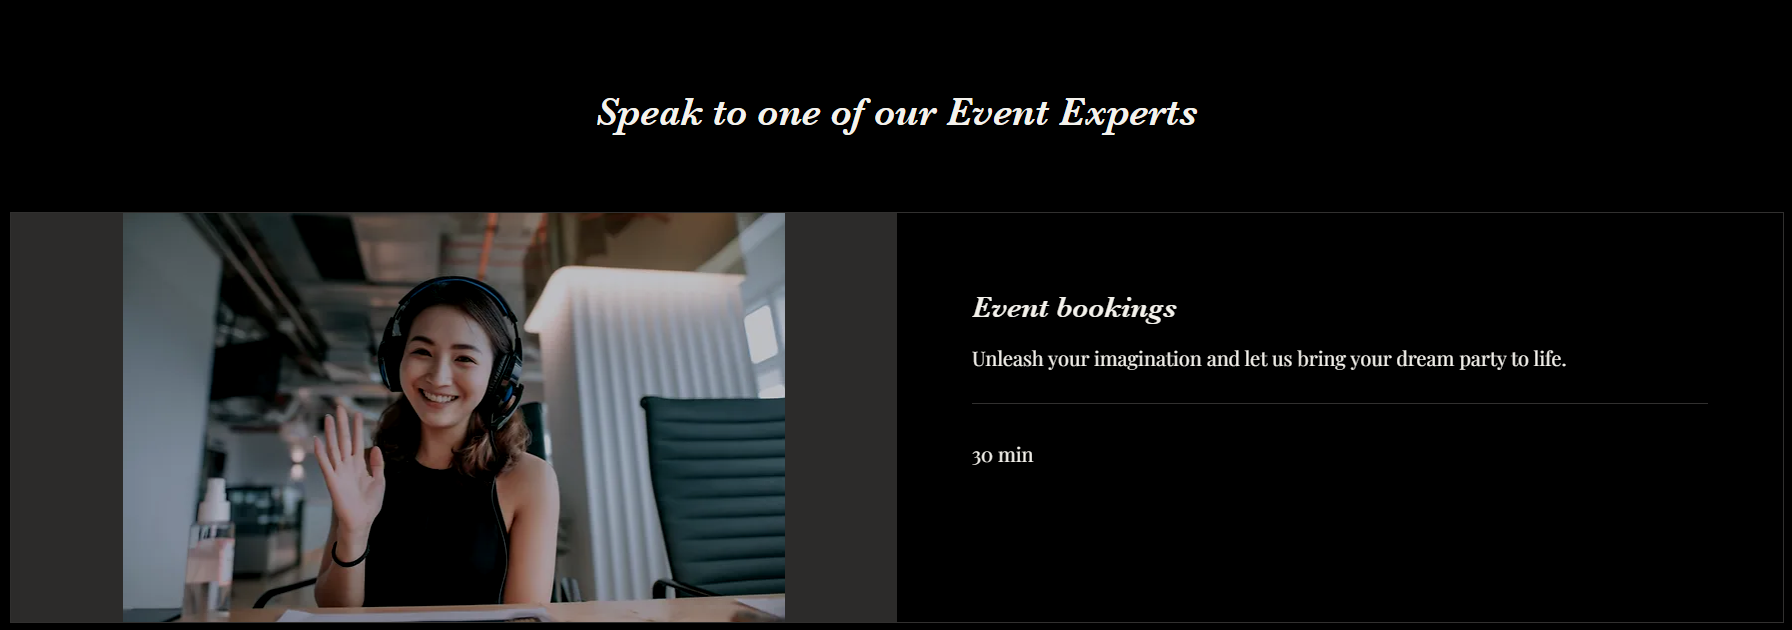 Speak to one of our Event Experts
Event bookings
Unleash your imagination and let us bring your dream party to life.
30 min